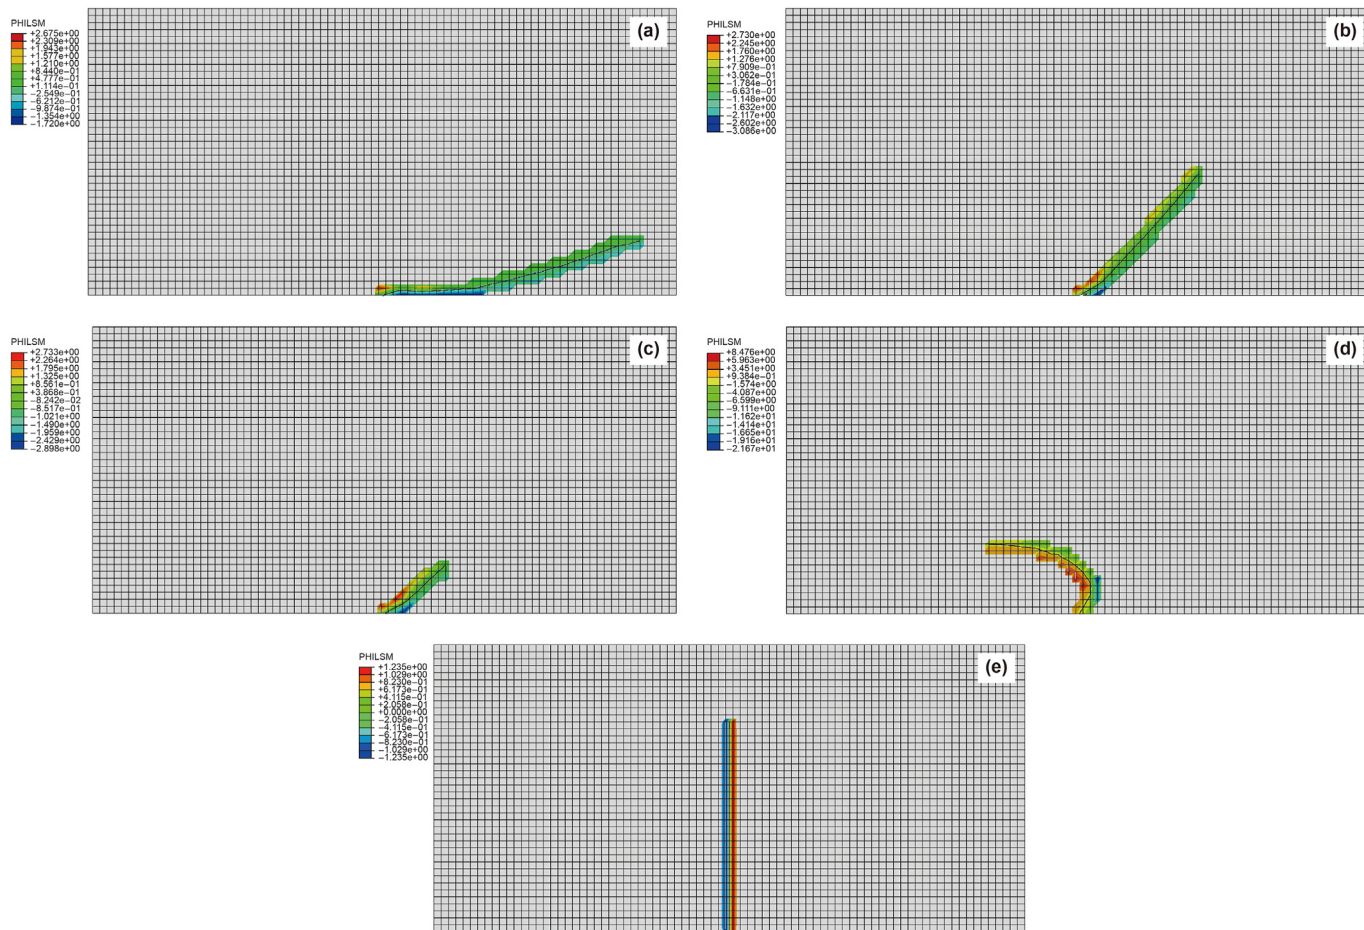 (a)
PHILSM
+2.675e+00
+2.309e+00
+1.943e+00
+1.577e+00
+1.210e+00
+8.440e−01
+4.777e−01
+1.114e−01
−2.549e−01
−6.212e−01
−9.874e−01
−1.354e+00
−1.720e+00
(b)
PHILSM
+2.730e+00
+2.245e+00
+1.760e+00
+1.276e+00
+7.909e−01
+3.062e−01
−1.784e−01
−6.631e−01
−1.148e+00
−1.632e+00
−2.117e+00
−2.602e+00
−3.086e+00
(c)
PHILSM
+2.733e+00
+2.264e+00
+1.795e+00
+1.325e+00
+8.561e−01
+3.868e−01
−8.242e−02
−8.517e−01
−1.021e+00
−1.490e+00
−1.959e+00
−2.429e+00
−2.898e+00
(d)
PHILSM
+8.476e+00
+5.963e+00
+3.451e+00
+9.384e−01
−1.574e+00
−4.087e+00
−6.599e+00
−9.111e+00
−1.162e+01
−1.414e+01
−1.665e+01
−1.916e+01
−2.167e+01
(e)
PHILSM
+1.235e+00
+1.029e+00
+8.230e−01
+6.173e−01
+4.115e−01
+2.058e−01
+0.000e+00
−2.058e−01
−4.115e−01
−6.173e−01
−8.230e−01
−1.029e+00
−1.235e+00